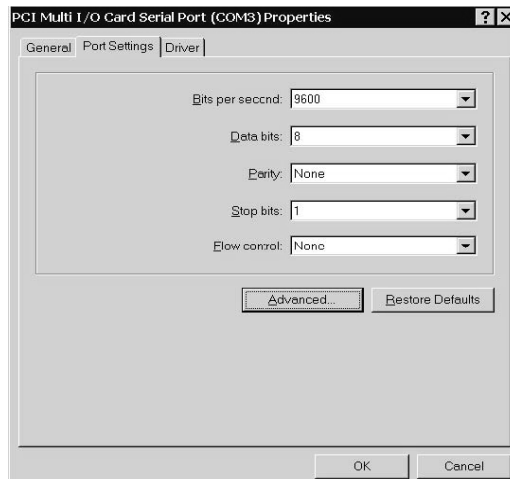 PCI Multi I/O Card Serial Port (COM3) Properties
General Port Settings Driver
Bits per second: 9600
Data bits: 8
Parity: None
Stop bits: 1
Flow control: None
Advanced... Restore Defaults
OK Cancel